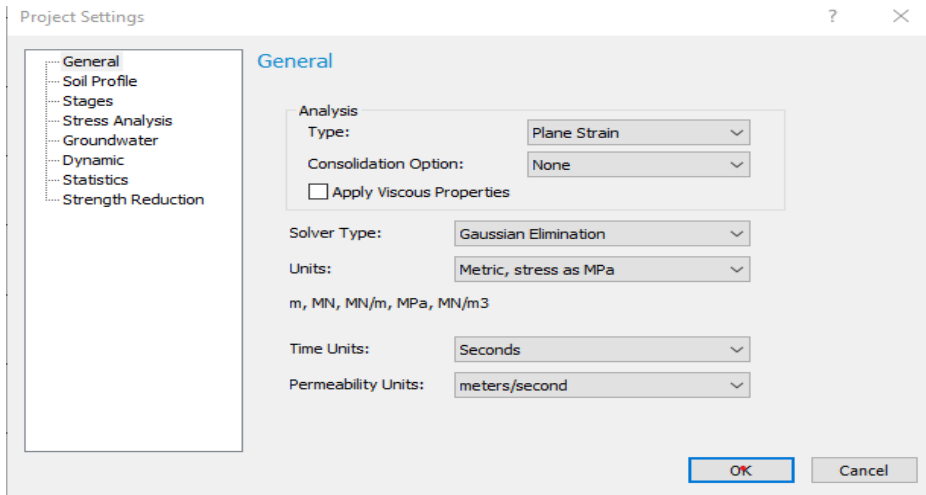 Project Settings
?
General
Soil Profile
Stages
Stress Analysis
Groundwater
Dynamic
Statistics
Strength Reduction
General
Analysis
Type: Plane Strain
Consolidation Option: None
Apply Viscous Properties
Solver Type: Gaussian Elimination
Units: Metric, stress as MPa
m, MN, MN/m, MPa, MN/m3
Time Units: Seconds
Permeability Units: meters/second
OK Cancel